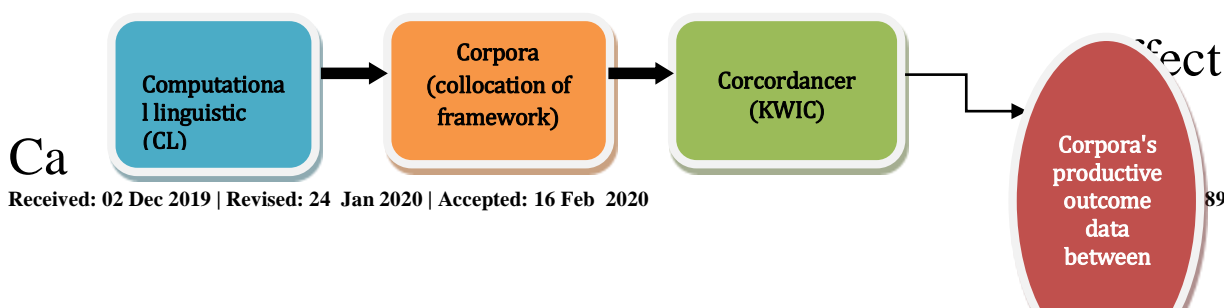 Computationa
l linguistic
(CL)
Corpora
(collocation of
framework)
Corcordancer
(KWIC)
Corpora's
productive
outcome
data
between
Ca
Received: 02 Dec 2019 | Revised: 24 Jan 2020 | Accepted: 16 Feb 2020
89